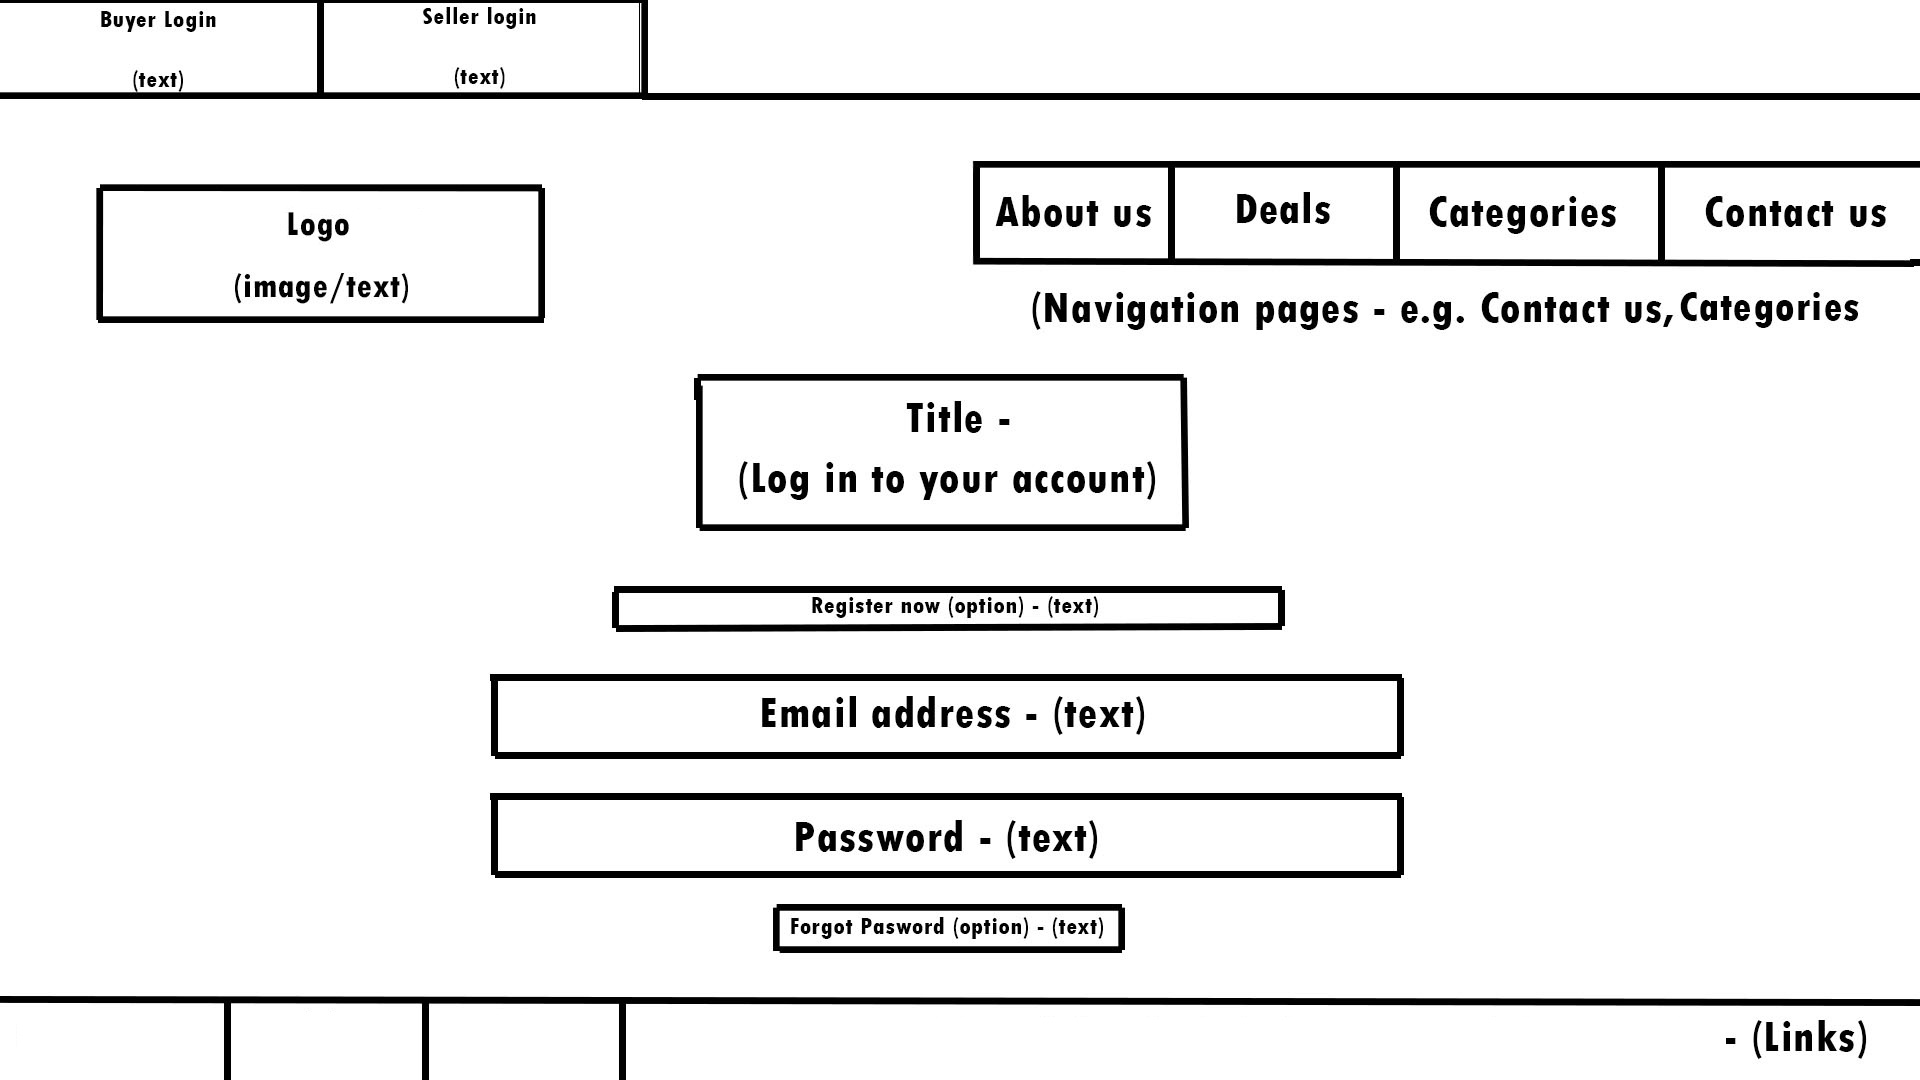 Buyer Login
(text)
Seller login
(text)
Logo
(image/text)
About us
Deals
Categories
Contact us
(Navigation pages - e.g. Contact us, Categories
Title -
(Log in to your account)
Register now (option) - (text)
Email address - (text)
Password - (text)
Forgot Pasword (option) - (text)
- (Links)